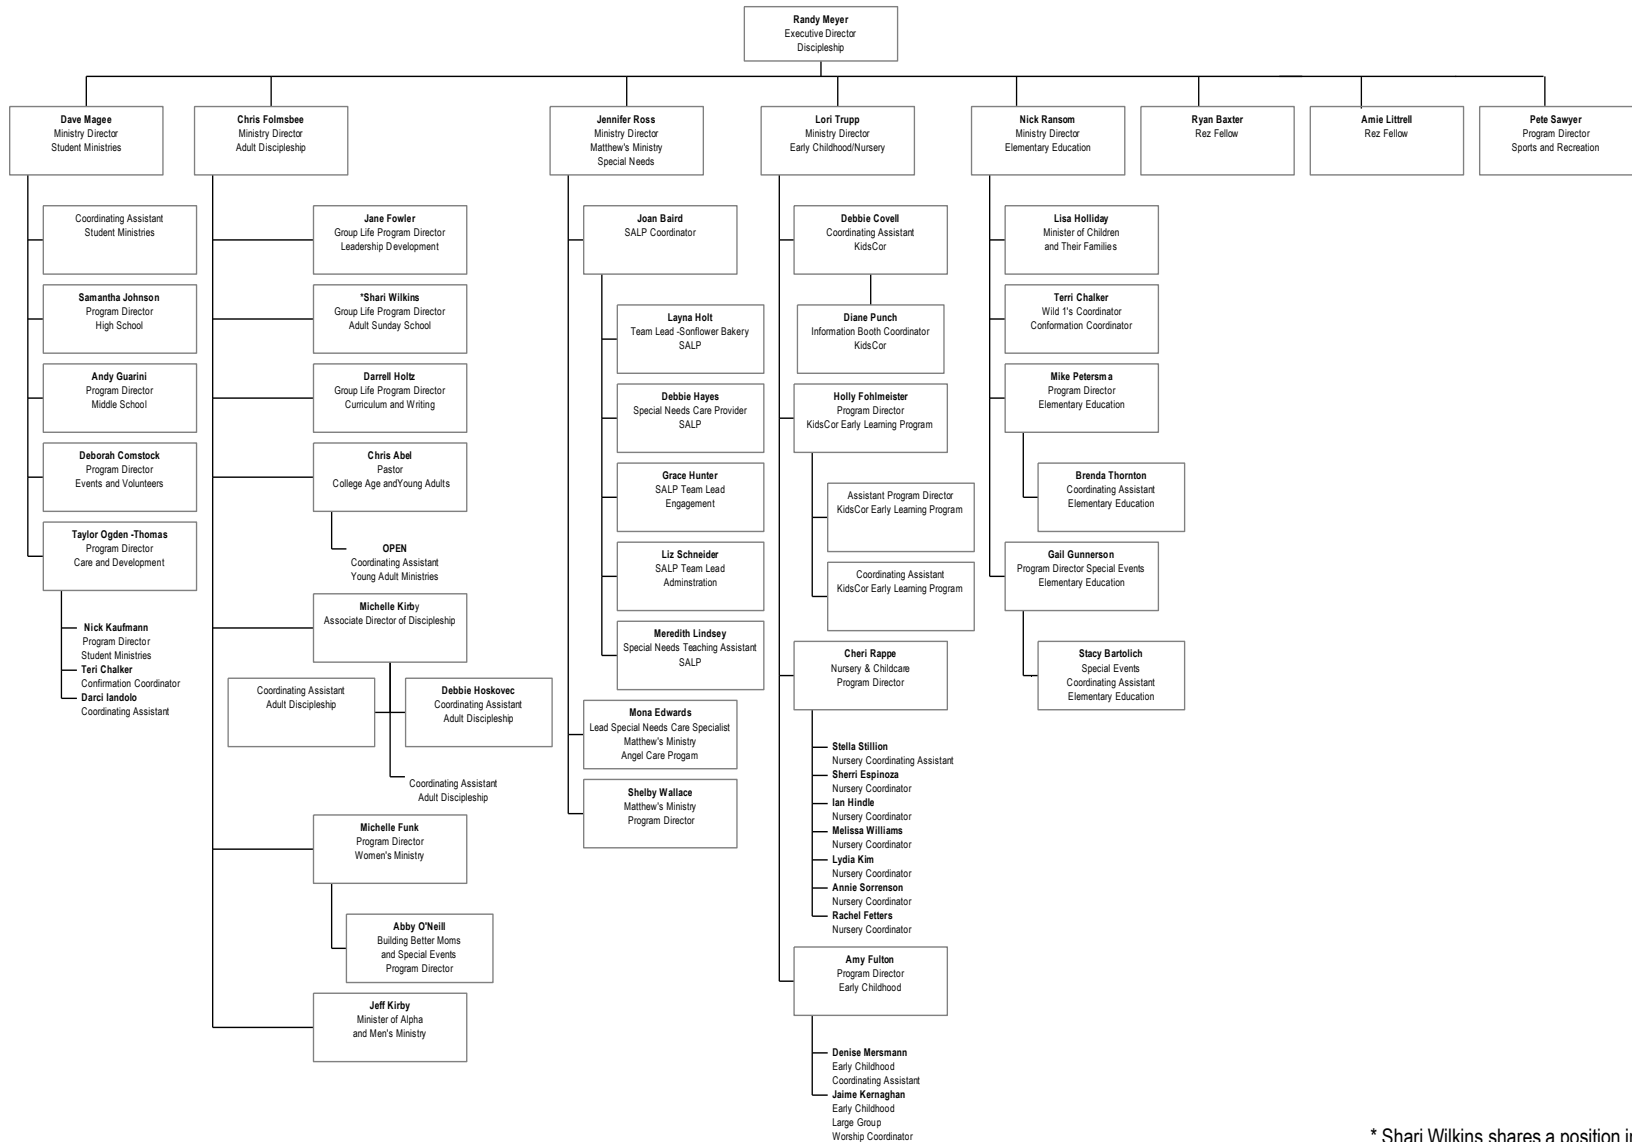 Randy Meyer
Executive Director
Discipleship
Dave Magee
Ministry Director
Student Ministries
Chris Folmsbee
Ministry Director
Adult Discipleship
Jennifer Ross
Ministry Director
Matthew's Ministry
Special Needs
Lori Trupp
Ministry Director
Early Childhood/Nursery
Nick Ransom
Ministry Director
Elementary Education
Ryan Baxter
Rez Fellow
Amie Littrell
Rez Fellow
Pete Sawyer
Program Director
Sports and Recreation
Coordinating Assistant
Student Ministries
Samantha Johnson
Program Director
High School
Andy Guarini
Program Director
Middle School
Deborah Comstock
Program Director
Events and Volunteers
Taylor Ogden -Thomas
Program Director
Care and Development
Nick Kaufmann
Program Director
Student Ministries
Teri Chalker
Confirmation Coordinator
Darci Iandolo
Coordinating Assistant
Jane Fowler
Group Life Program Director
Leadership Development
*Shari Wilkins
Group Life Program Director
Adult Sunday School
Darrell Holtz
Group Life Program Director
Curriculum and Writing
Chris Abel
Pastor
College Age andYoung Adults
OPEN
Coordinating Assistant
Young Adult Ministries
Michelle Kirby
Associate Director of Discipleship
Coordinating Assistant
Adult Discipleship
Debbie Hoskovec
Coordinating Assistant
Adult Discipleship
Coordinating Assistant
Adult Discipleship
Michelle Funk
Program Director
Women's Ministry
Abby O'Neill
Building Better Moms
and Special Events
Program Director
Jeff Kirby
Minister of Alpha
and Men's Ministry
Joan Baird
SALP Coordinator
Layna Holt
Team Lead -Sonflower Bakery
SALP
Debbie Hayes
Special Needs Care Provider
SALP
Grace Hunter
SALP Team Lead
Engagement
Liz Schneider
SALP Team Lead
Adminstration
Meredith Lindsey
Special Needs Teaching Assistant
SALP
Mona Edwards
Lead Special Needs Care Specialist
Matthew's Ministry
Angel Care Progam
Shelby Wallace
Matthew's Ministry
Program Director
Debbie Covell
Coordinating Assistant
KidsCor
Diane Punch
Information Booth Coordinator
KidsCor
Holly Fohlmeister
Program Director
KidsCor Early Learning Program
Assistant Program Director
KidsCor Early Learning Program
Coordinating Assistant
KidsCor Early Learning Program
Cheri Rappe
Nursery & Childcare
Program Director
Stella Stillion
Nursery Coordinating Assistant
Sherri Espinoza
Nursery Coordinator
Ian Hindle
Nursery Coordinator
Melissa Williams
Nursery Coordinator
Lydia Kim
Nursery Coordinator
Annie Sorrenson
Nursery Coordinator
Rachel Fetters
Nursery Coordinator
Amy Fulton
Program Director
Early Childhood
Denise Mersmann
Early Childhood
Coordinating Assistant
Jaime Kernaghan
Early Childhood
Large Group
Worship Coordinator
Lisa Holliday
Minister of Children
and Their Families
Terri Chalker
Wild 1's Coordinator
Conformation Coordinator
Mike Petersma
Program Director
Elementary Education
Brenda Thornton
Coordinating Assistant
Elementary Education
Gail Gunnerson
Program Director Special Events
Elementary Education
Stacy Bartolich
Special Events
Coordinating Assistant
Elementary Education
* Shari Wilkins shares a position in